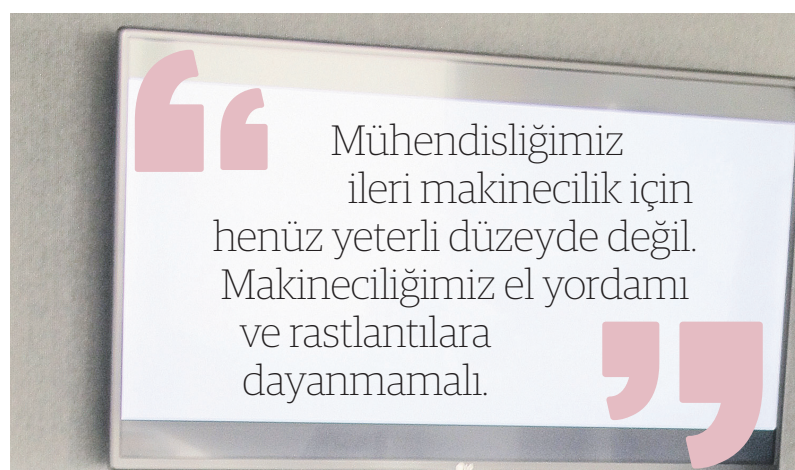 Mühendisliğimiz
ileri makinecilik için
henüz yeterli düzeyde değil.
Makineciliğimiz el yordamı
ve rastlantılara
dayanmamalı.